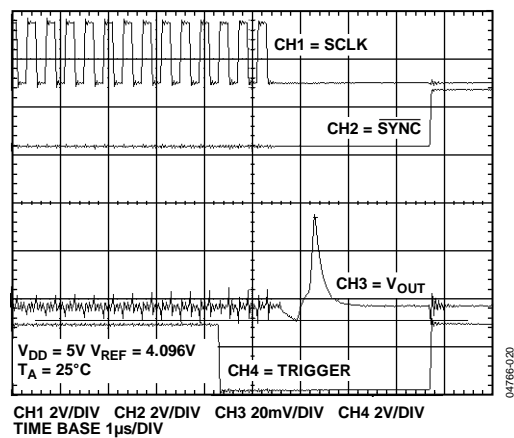 CH1 = SCLK
CH2 = SYNC
CH3 = VOUT
VDD = 5V VREF = 4.096V
TA = 25°C
CH4 = TRIGGER
CH1 2V/DIV CH2 2V/DIV CH3 20mV/DIV CH4 2V/DIV
TIME BASE 1µs/DIV
04766-020